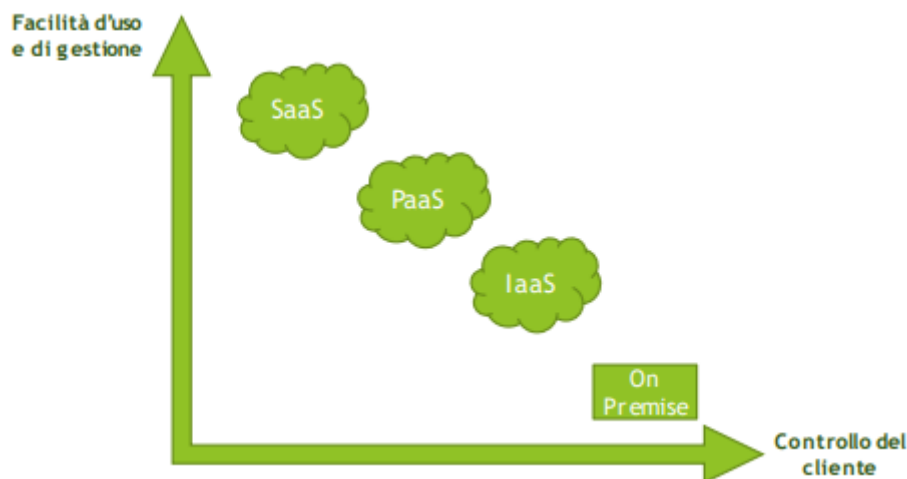 Facilità d'uso
e di gestione
SaaS
PaaS
IaaS
On
Premise
Controllo del
cliente